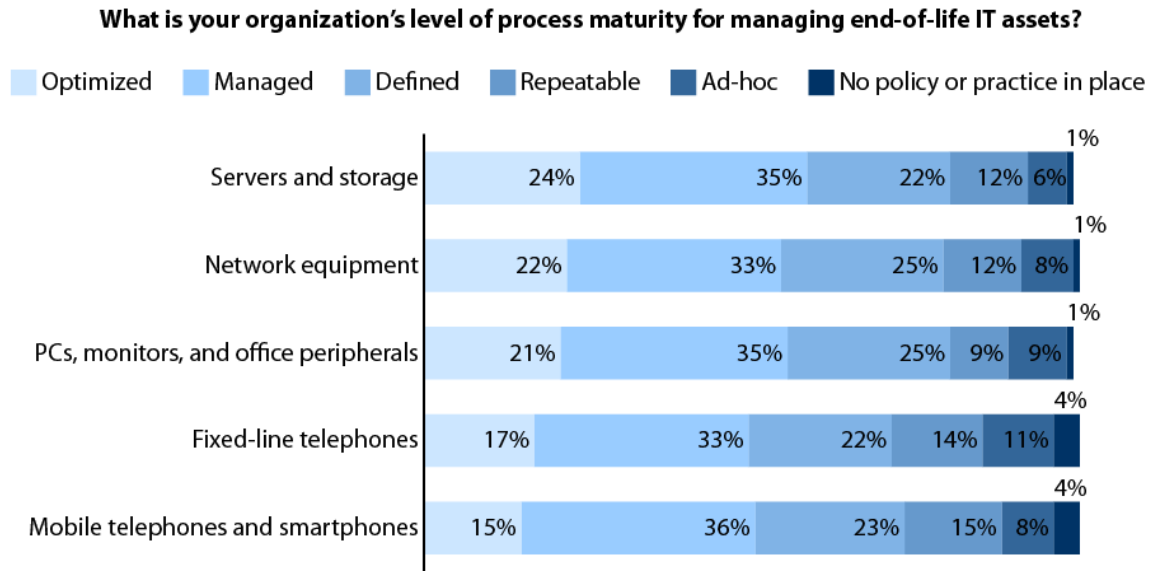 What is your organization’s level of process maturity for managing end-of-life IT assets?
Optimized Managed Defined Repeatable Ad-hoc No policy or practice in place
1%
Servers and storage 24% 35% 22% 12% 6%
1%
Network equipment 22% 33% 25% 12% 8%
1%
PCs, monitors, and office peripherals 21% 35% 25% 9% 9%
4%
Fixed-line telephones 17% 33% 22% 14% 11%
4%
Mobile telephones and smartphones 15% 36% 23% 15% 8%